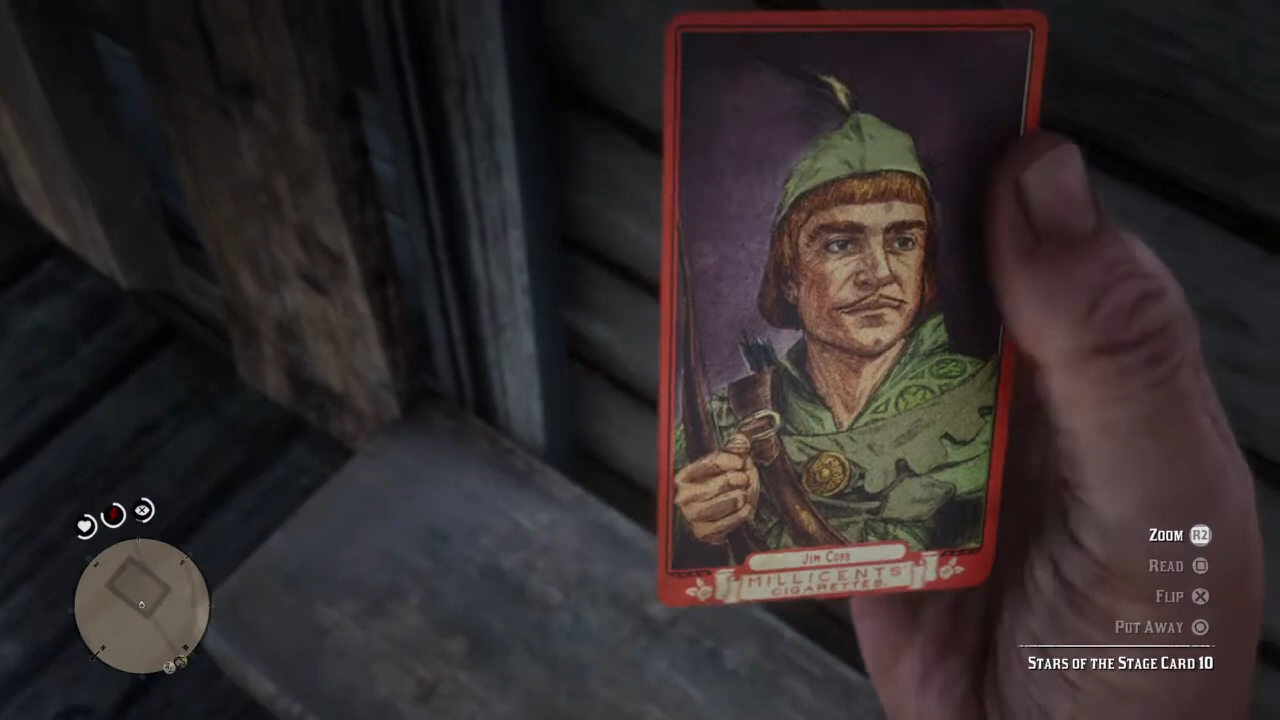 Jim Cobb
MILLICENTS'
CIGARETTES.
ZOOM R2
READ
FLIP
PUT AWAY
STARS OF THE STAGE CARD 10